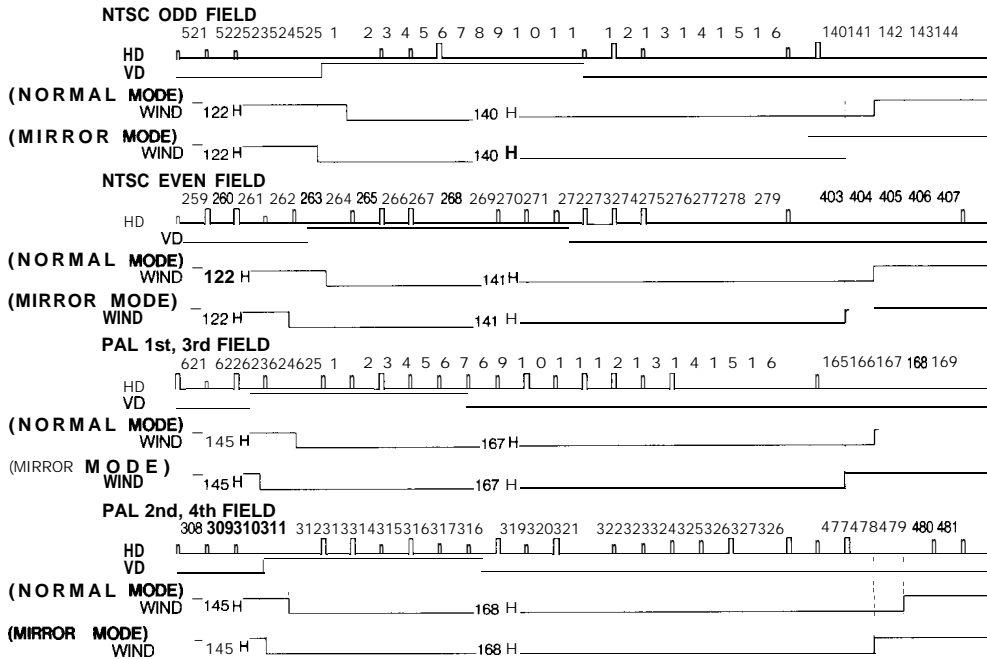 NTSC ODD FIELD
521 522523524525 1 2 3 4 5 6 7 8 9 1 0 1 1 1 2 1 3 1 4 1 5 1 6 140141 142 143144
HD
VD
(NORMAL MODE)
WIND 122 H 140 H
(MIRROR MODE)
WIND 122 H 140 H
NTSC EVEN FIELD
259 260 261 262 263 264 265 266267 268 269270271 272273274275276277278 279 403 404 405 406 407
HD
VD
(NORMAL MODE)
WIND 122 H 141H
(MIRROR MODE)
WIND 122 H 141 H
PAL 1st, 3rd FIELD
621 622623624625 1 2 3 4 5 6 7 6 9 1 0 1 1 1 2 1 3 1 4 1 5 1 6 165166167 168 169
HD
VD
(NORMAL MODE)
WIND 145 H 167H
(MIRROR MODE)
WIND 145 H 167 H
PAL 2nd, 4th FIELD
308 309310311 312313314315316317316 319320321 322323324325326327326 477478479 480 481
HD
VD
(NORMAL MODE)
WIND 145 H 168 H
(MIRROR MODE)
WIND 145 H 168 H